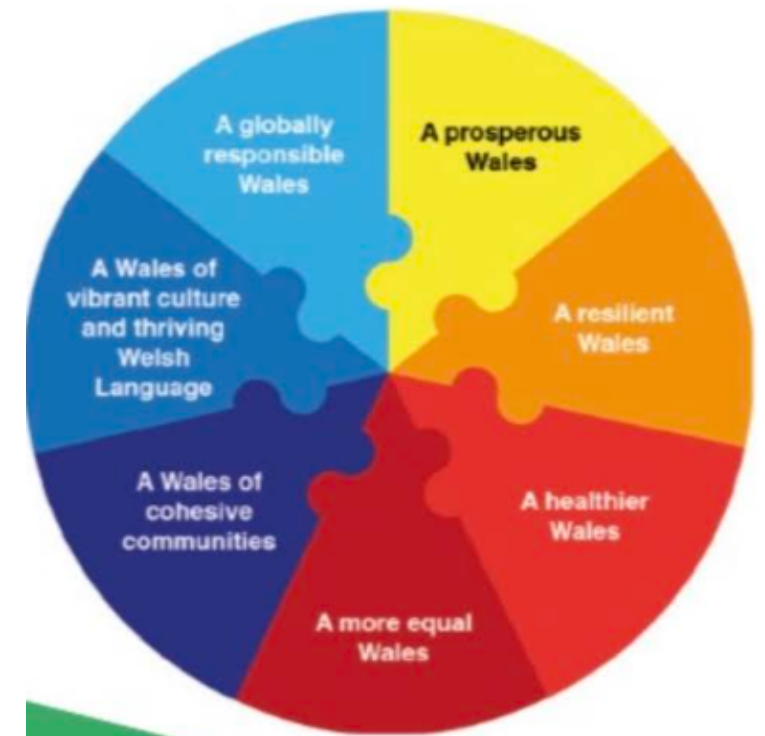 A prosperous
Wales
A resilient
Wales
A healthier
Wales
A more equal
Wales
A Wales of
cohesive
communities
A Wales of
vibrant culture
and thriving
Welsh
Language
A globally
responsible
Wales